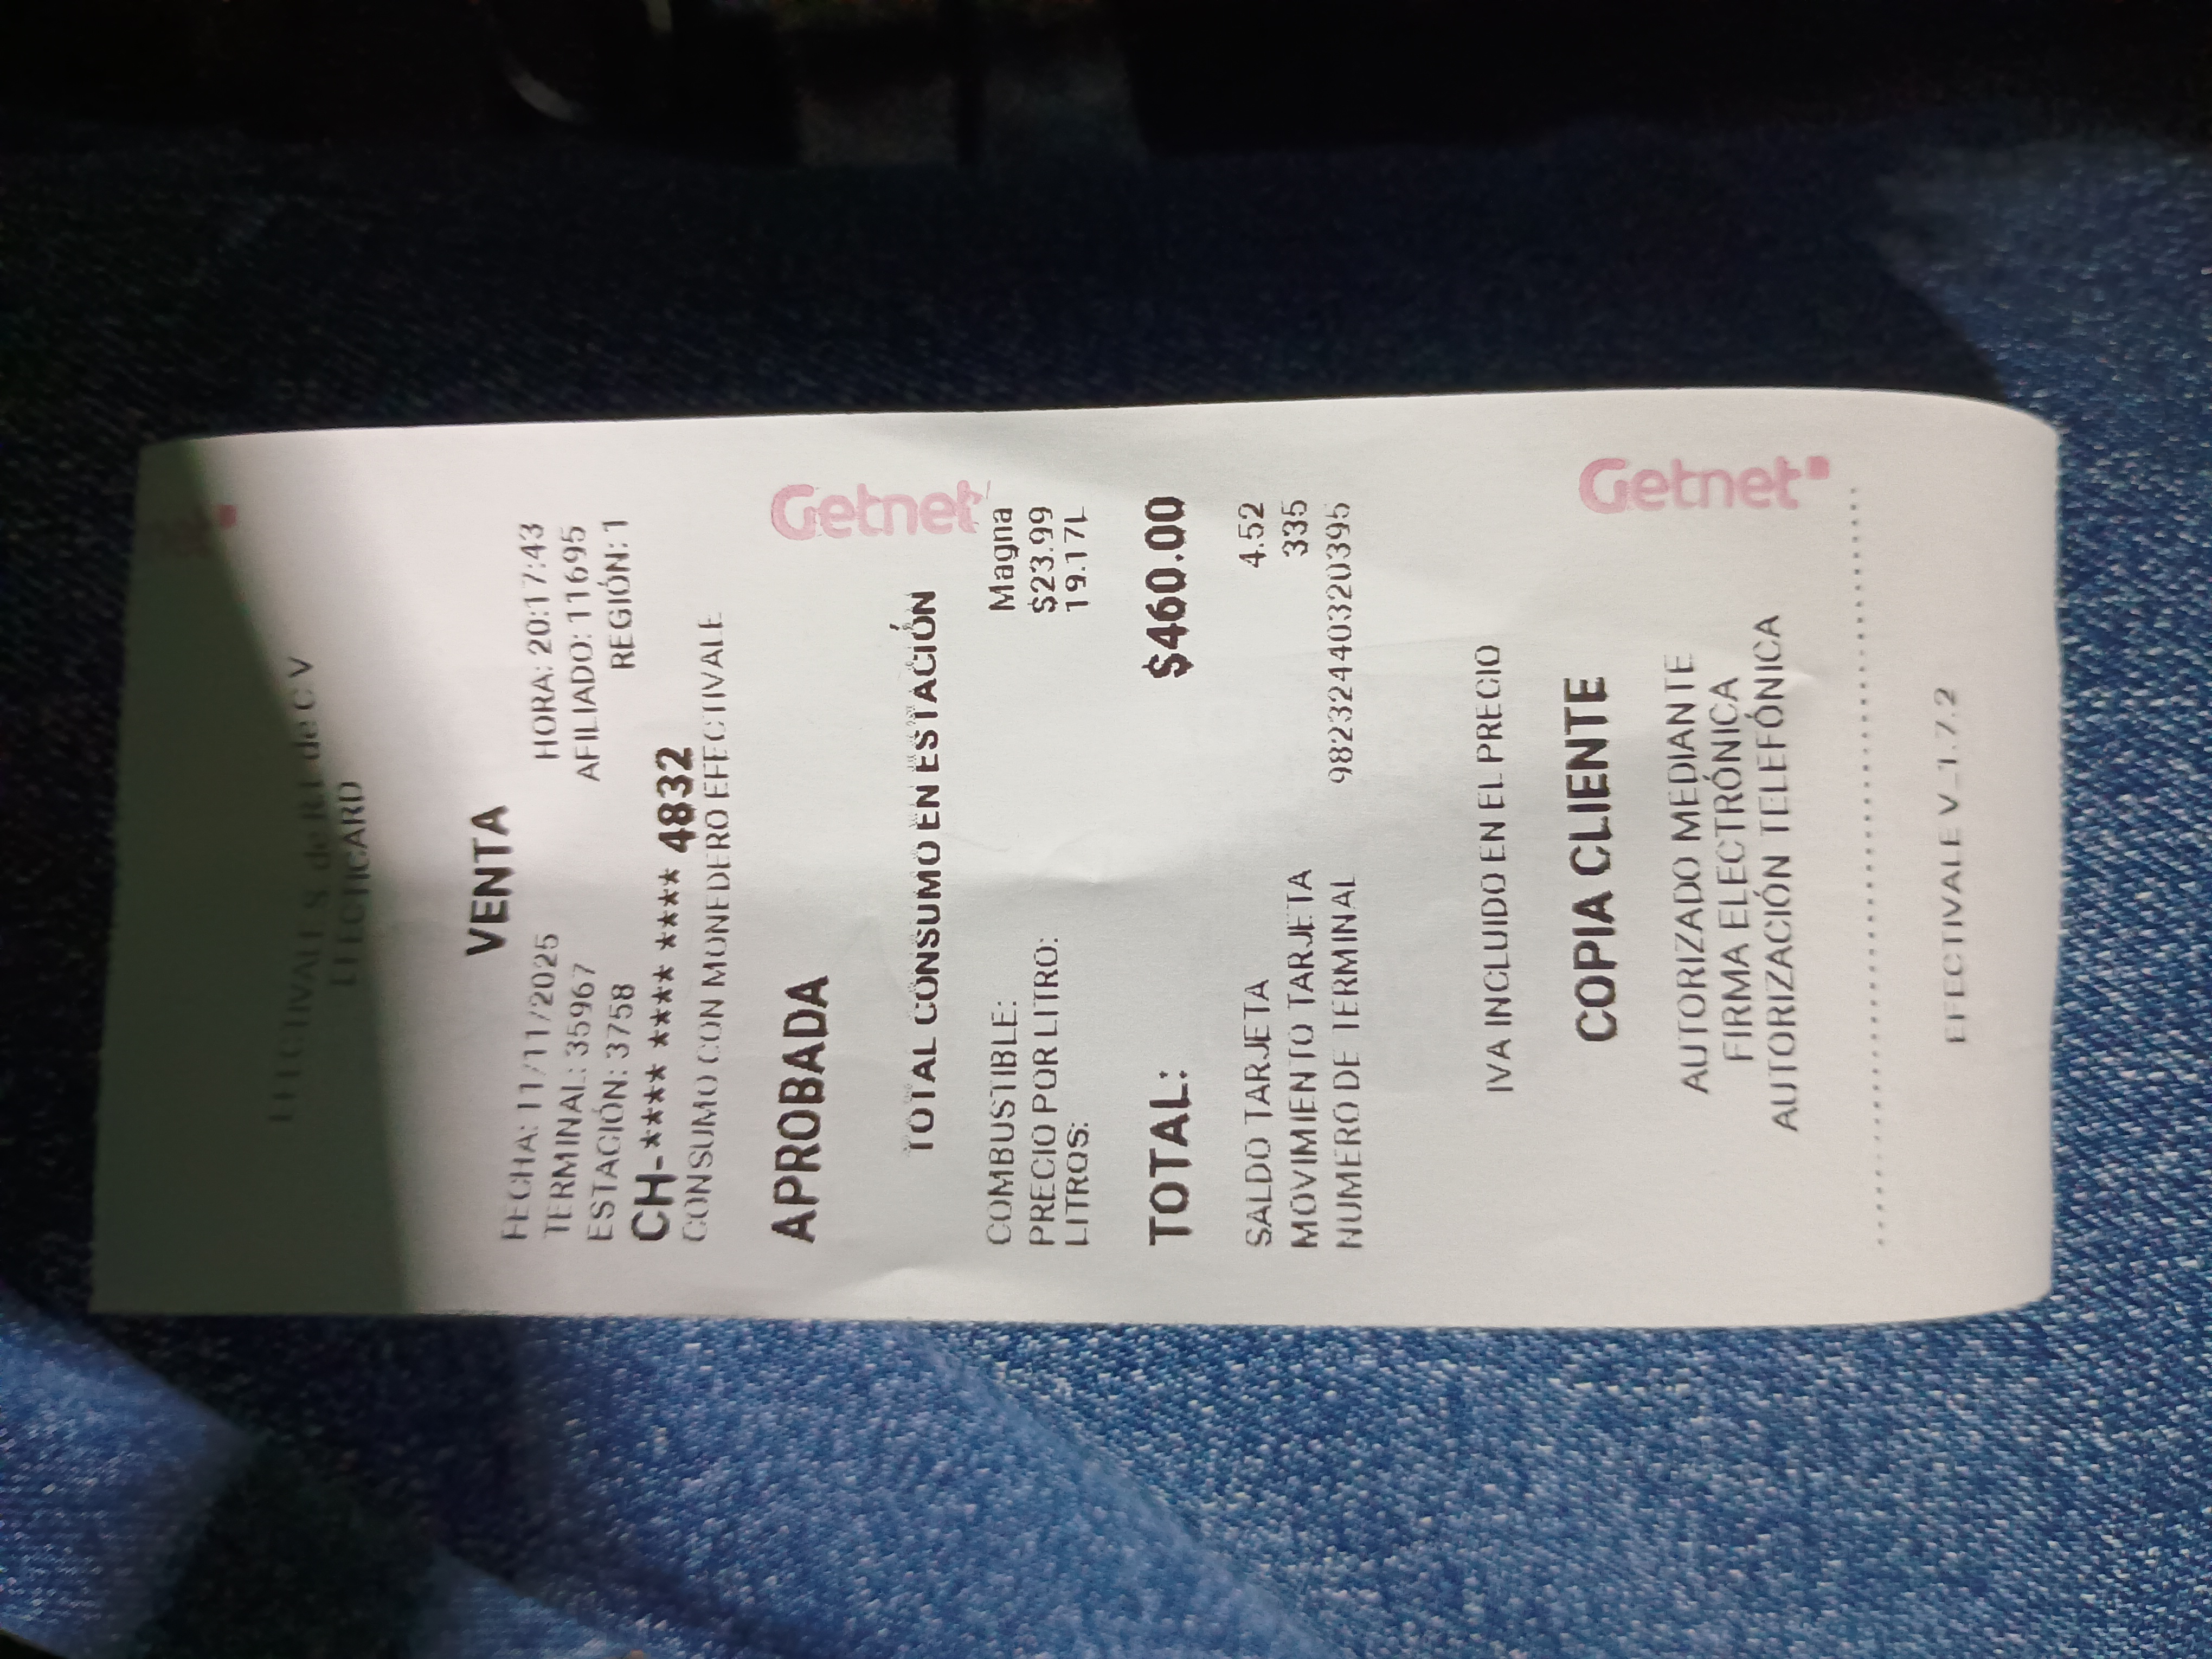 EFECTIVALE S de RL de C V
EFECTICARD
VENTA
FECHA: 11/11/2025 HORA: 20:17:43
TERMINAL: 35967 AFILIADO: 11695
ESTACIÓN: 3758 REGIÓN: 1
CH-**** **** **** 4832
CONSUMO CON MONEDERO EFECTIVALE
APROBADA
Getnet
TOTAL CONSUMO EN ESTACIÓN
COMBUSTIBLE: Magna
PRECIO POR LITRO: $23.99
LITROS: 19.17L
TOTAL: $460.00
SALDO TARJETA 4.52
MOVIMIENTO TARJETA 335
NUMERO DE TERMINAL 982324403320395
IVA INCLUIDO EN EL PRECIO
COPIA CLIENTE
Getnet
AUTORIZADO MEDIANTE
FIRMA ELECTRÓNICA
AUTORIZACIÓN TELEFÓNICA
EFECTIVALE V_1.7.2